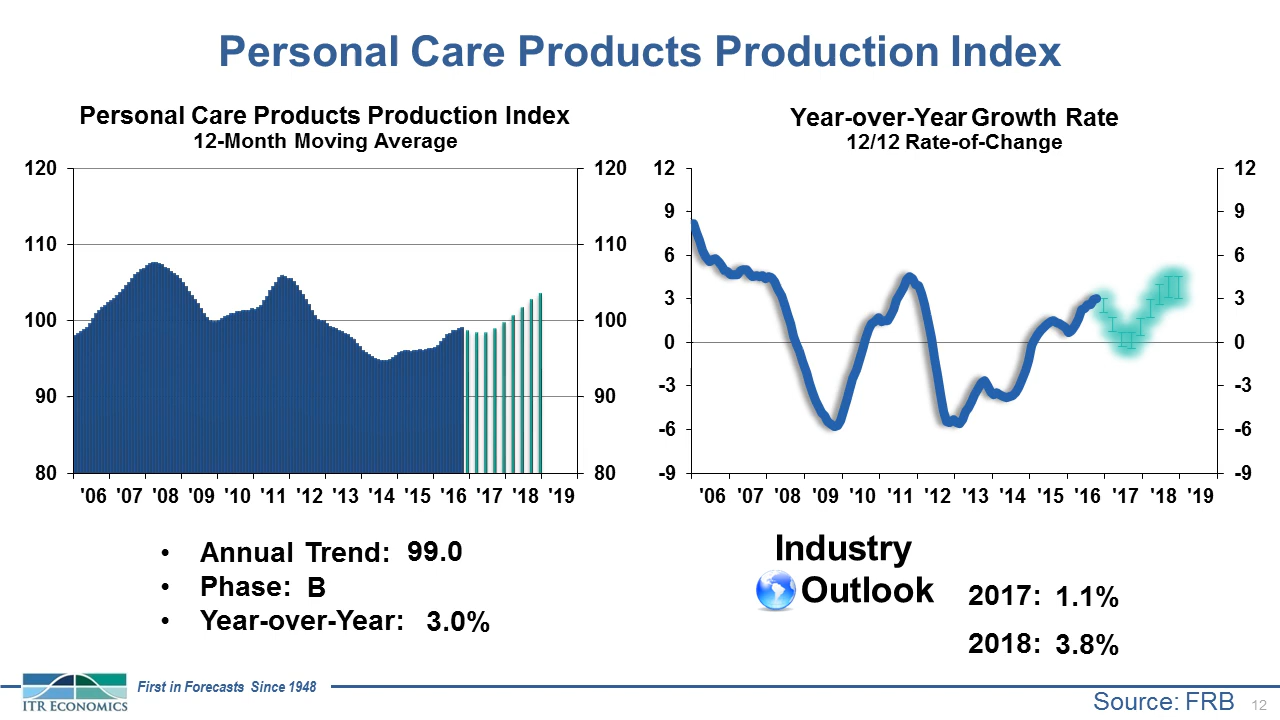 Personal Care Products Production Index
Personal Care Products Production Index
12-Month Moving Average
120
110
100
90
80
120
110
100
90
80
'06 '07 '08 '09 '10 '11 '12 '13 '14 '15 '16 '17 '18 '19
Year-over-Year Growth Rate
12/12 Rate-of-Change
12
9
6
3
0
-3
-6
-9
12
9
6
3
0
-3
-6
-9
'06 '07 '08 '09 '10 '11 '12 '13 '14 '15 '16 '17 '18 '19
• Annual Trend: 99.0
• Phase: B
• Year-over-Year: 3.0%
Industry
Outlook
2017: 1.1%
2018: 3.8%
ITR ECONOMICS
First in Forecasts Since 1948
Source: FRB
12